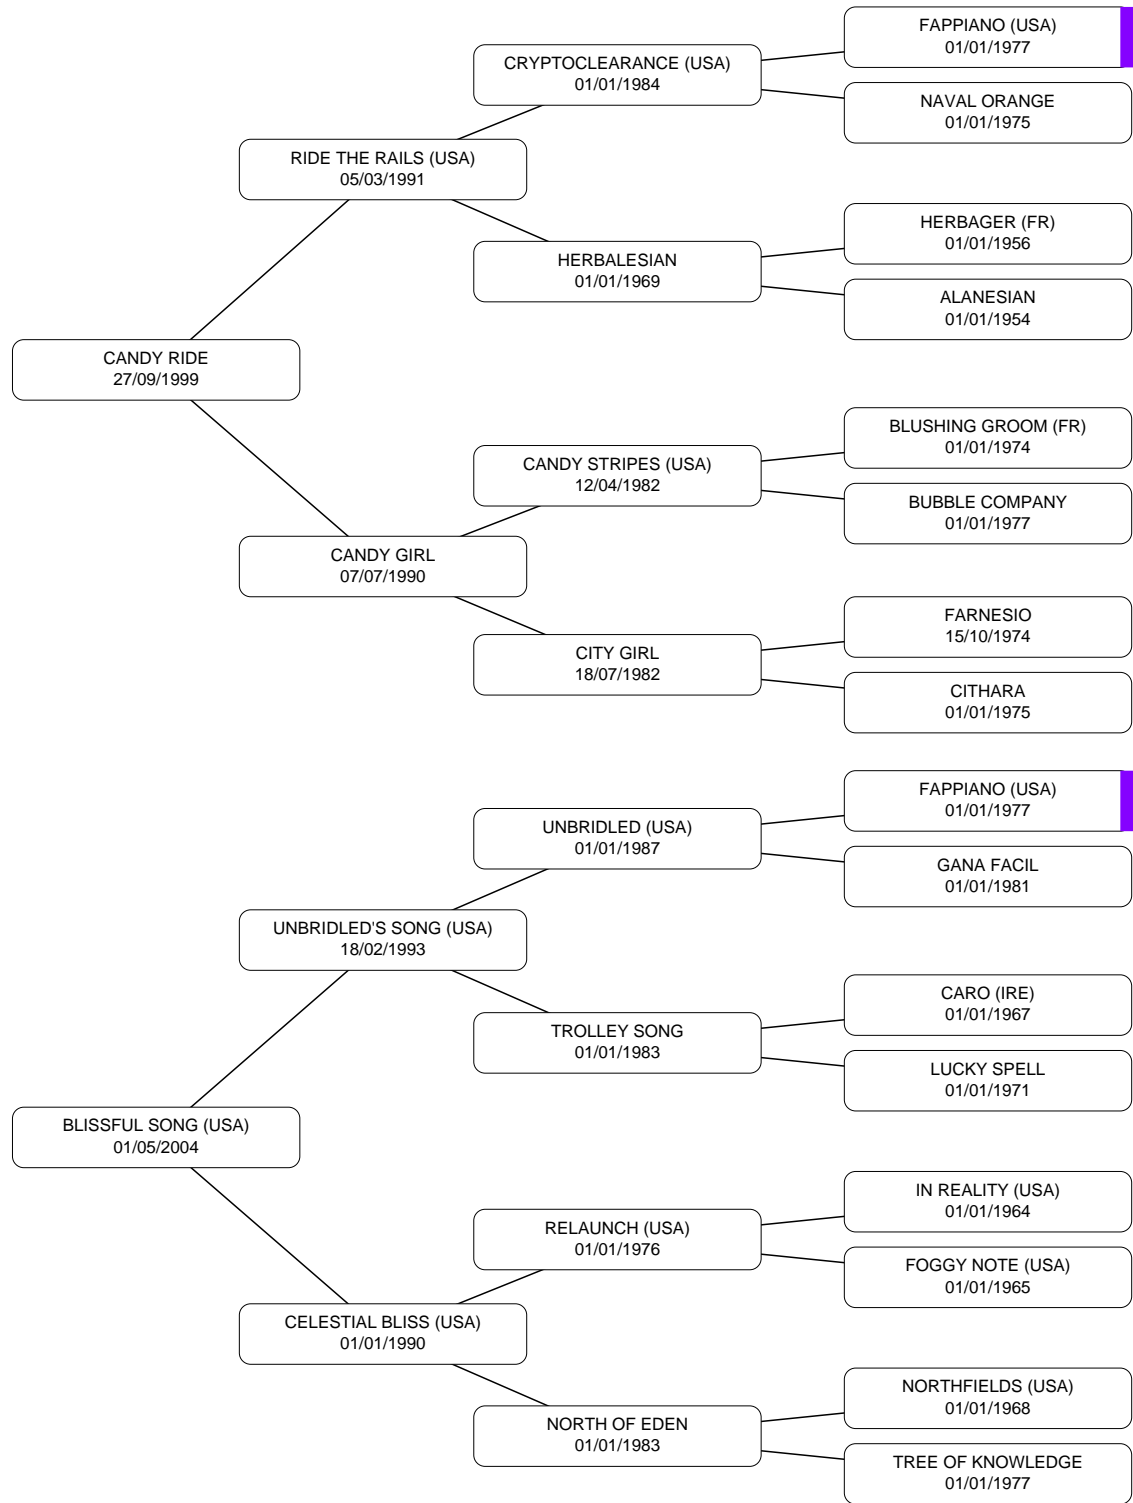 FAPPIANO (USA)
01/01/1977
CRYPTOCLEARANCE (USA)
01/01/1984
NAVAL ORANGE
01/01/1975
RIDE THE RAILS (USA)
05/03/1991
HERBAGER (FR)
01/01/1956
HERBALESIAN
01/01/1969
ALANESIAN
01/01/1954
CANDY RIDE
27/09/1999
BLUSHING GROOM (FR)
01/01/1974
CANDY STRIPES (USA)
12/04/1982
BUBBLE COMPANY
01/01/1977
CANDY GIRL
07/07/1990
FARNESIO
15/10/1974
CITY GIRL
18/07/1982
CITHARA
01/01/1975
FAPPIANO (USA)
01/01/1977
UNBRIDLED (USA)
01/01/1987
GANA FACIL
01/01/1981
UNBRIDLED'S SONG (USA)
18/02/1993
CARO (IRE)
01/01/1967
TROLLEY SONG
01/01/1983
LUCKY SPELL
01/01/1971
BLISSFUL SONG (USA)
01/05/2004
IN REALITY (USA)
01/01/1964
RELAUNCH (USA)
01/01/1976
FOGGY NOTE (USA)
01/01/1965
CELESTIAL BLISS (USA)
01/01/1990
NORTHFIELDS (USA)
01/01/1968
NORTH OF EDEN
01/01/1983
TREE OF KNOWLEDGE
01/01/1977